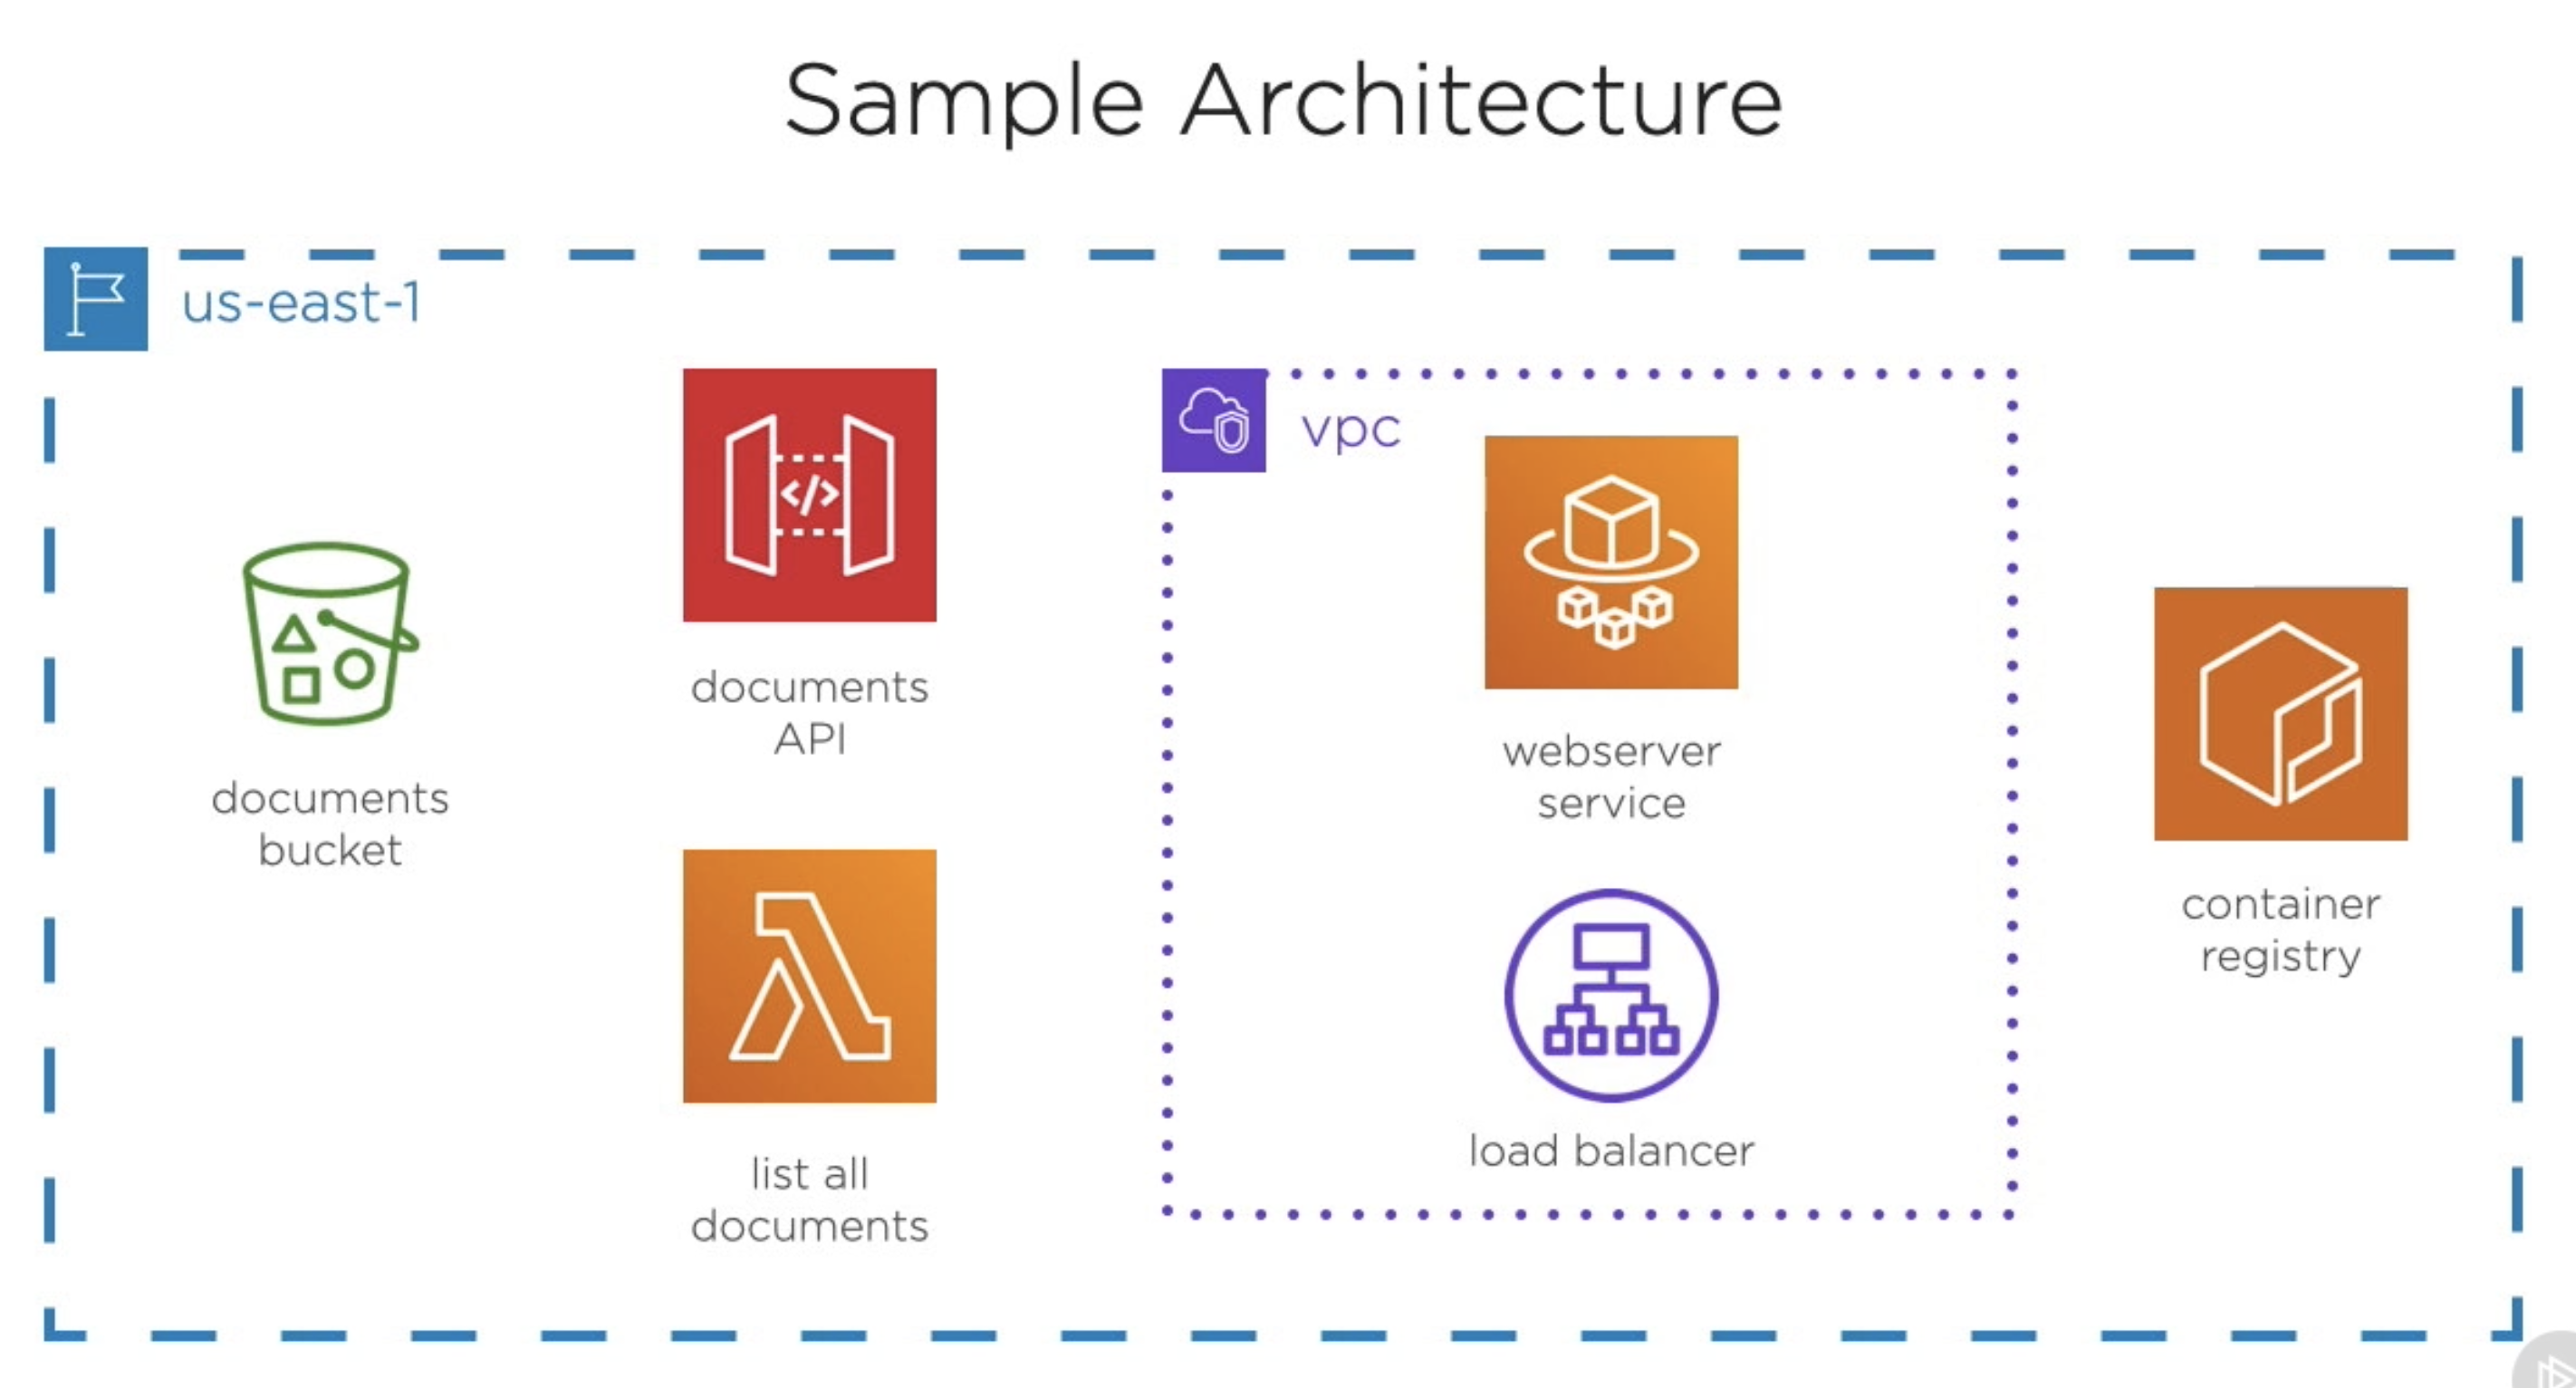 Sample Architecture
us-east-1
</>
documents
API
vpc
webserver
service
documents
bucket
container
registry
list all
documents
load balancer